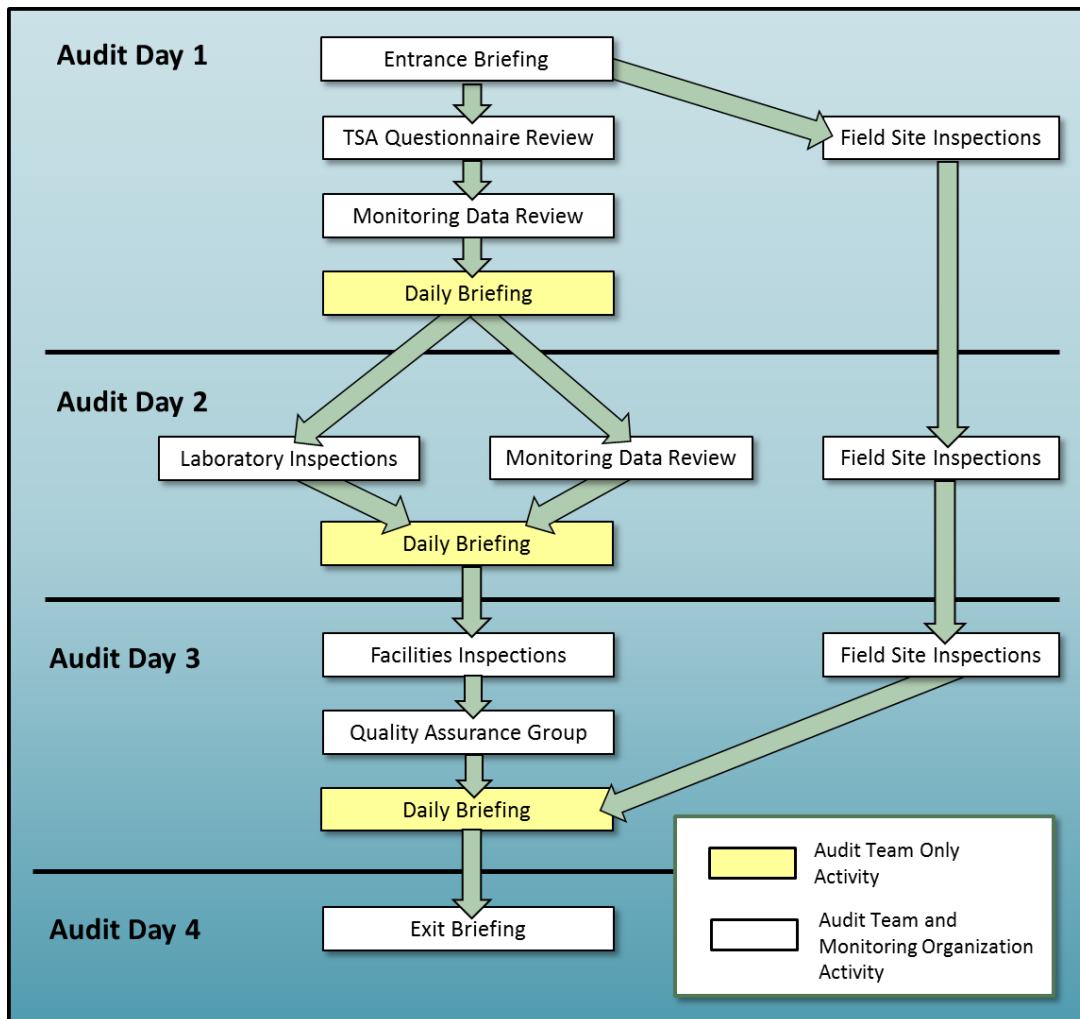 Audit Day 1
Entrance Briefing
TSA Questionnaire Review
Field Site Inspections
Monitoring Data Review
Daily Briefing
Audit Day 2
Laboratory Inspections
Monitoring Data Review
Field Site Inspections
Daily Briefing
Audit Day 3
Facilities Inspections
Field Site Inspections
Quality Assurance Group
Daily Briefing
Audit Team Only
Activity
Audit Day 4
Exit Briefing
Audit Team and
Monitoring Organization
Activity